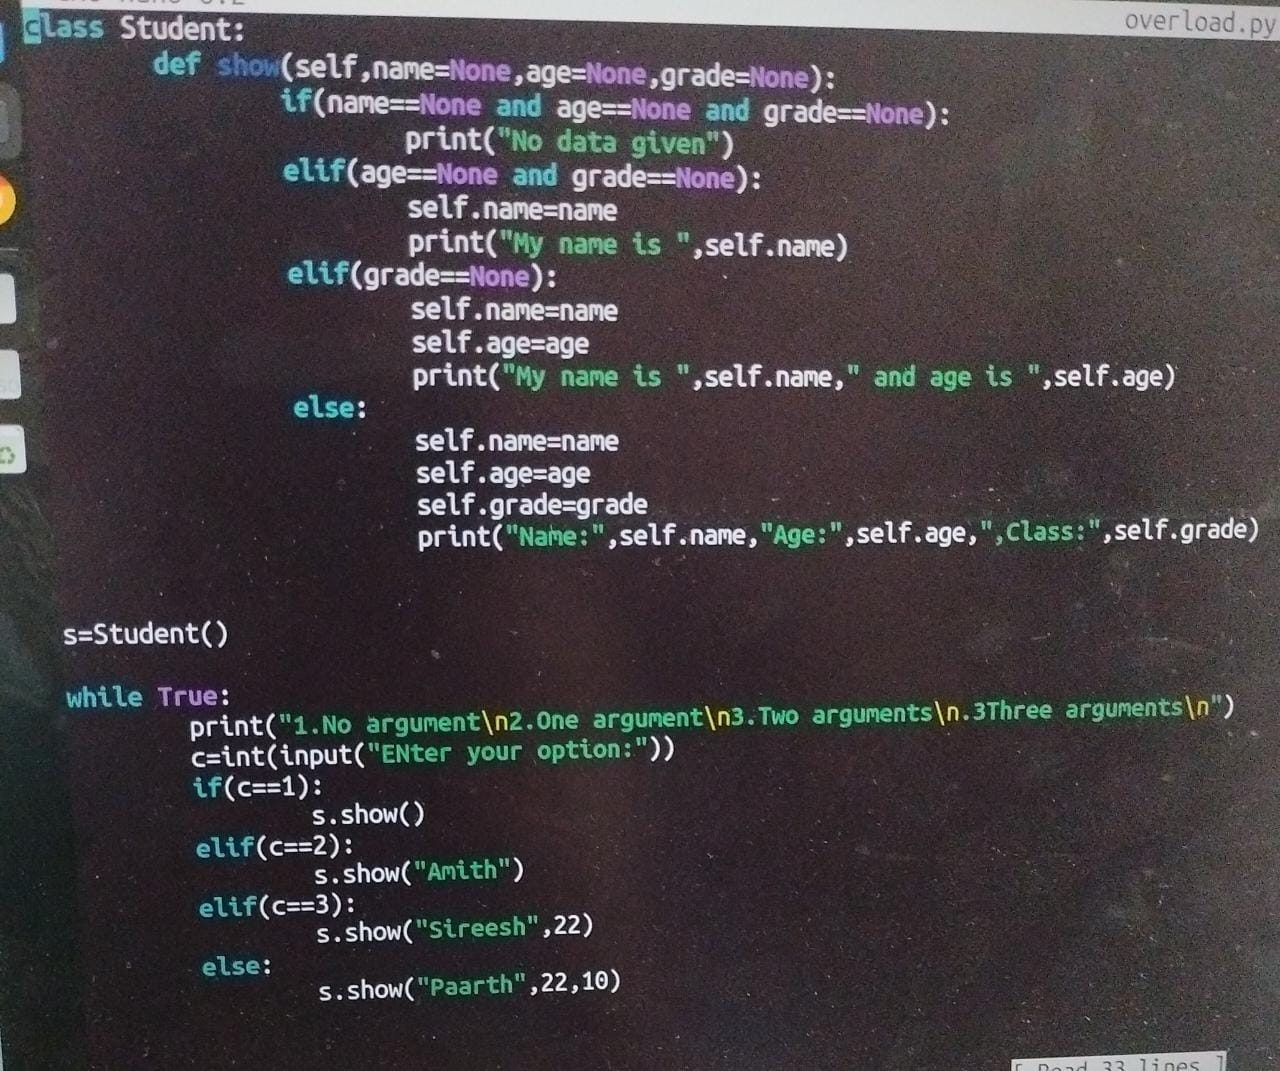 overload.py
class Student:
        def show(self,name=None,age=None,grade=None):
                if(name==None and age==None and grade==None):
                        print("No data given")
                elif(age==None and grade==None):
                        self.name=name
                        print("My name is ",self.name)
                elif(grade==None):
                        self.name=name
                        self.age=age
                        print("My name is ",self.name," and age is ",self.age)
                else:
                        self.name=name
                        self.age=age
                        self.grade=grade
                        print("Name:",self.name,"Age:",self.age,",Class:",self.grade)
s=Student()
while True:
        print("1.No argument\n2.One argument\n3.Two arguments\n.3Three arguments\n")
        c=int(input("ENter your option:"))
        if(c==1):
                s.show()
        elif(c==2):
                s.show("Amith")
        elif(c==3):
                s.show("Sireesh",22)
        else:
                s.show("Paarth",22,10)
[ Read 33 lines ]